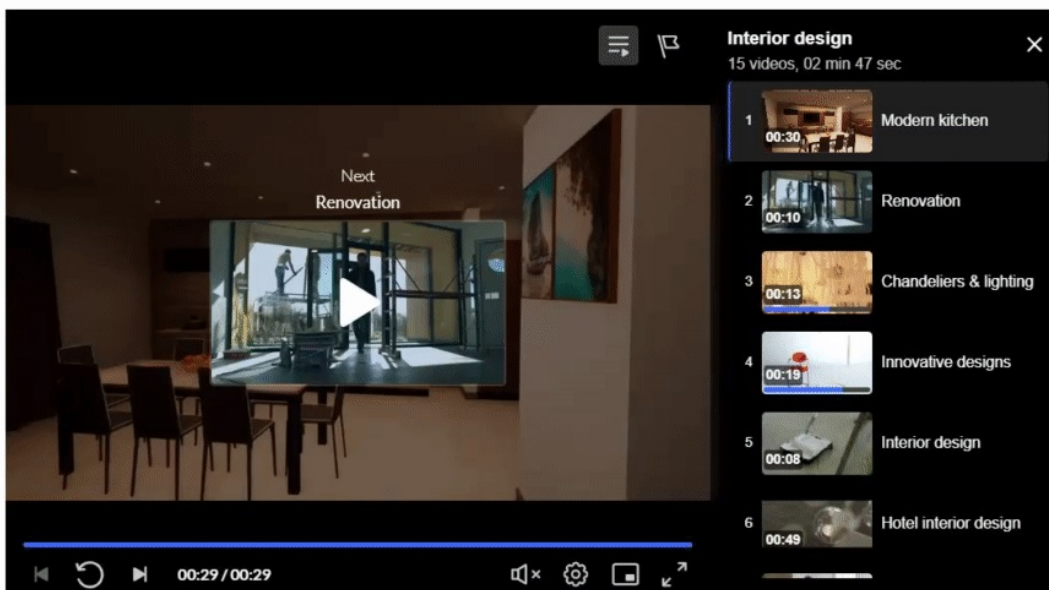 Interior design
15 videos, 02 min 47 sec
Next
Renovation
1
00:30
Modern kitchen
2
00:10
Renovation
3
00:13
Chandeliers & lighting
4
00:19
Innovative designs
5
00:08
Interior design
6
00:49
Hotel interior design
00:29 / 00:29